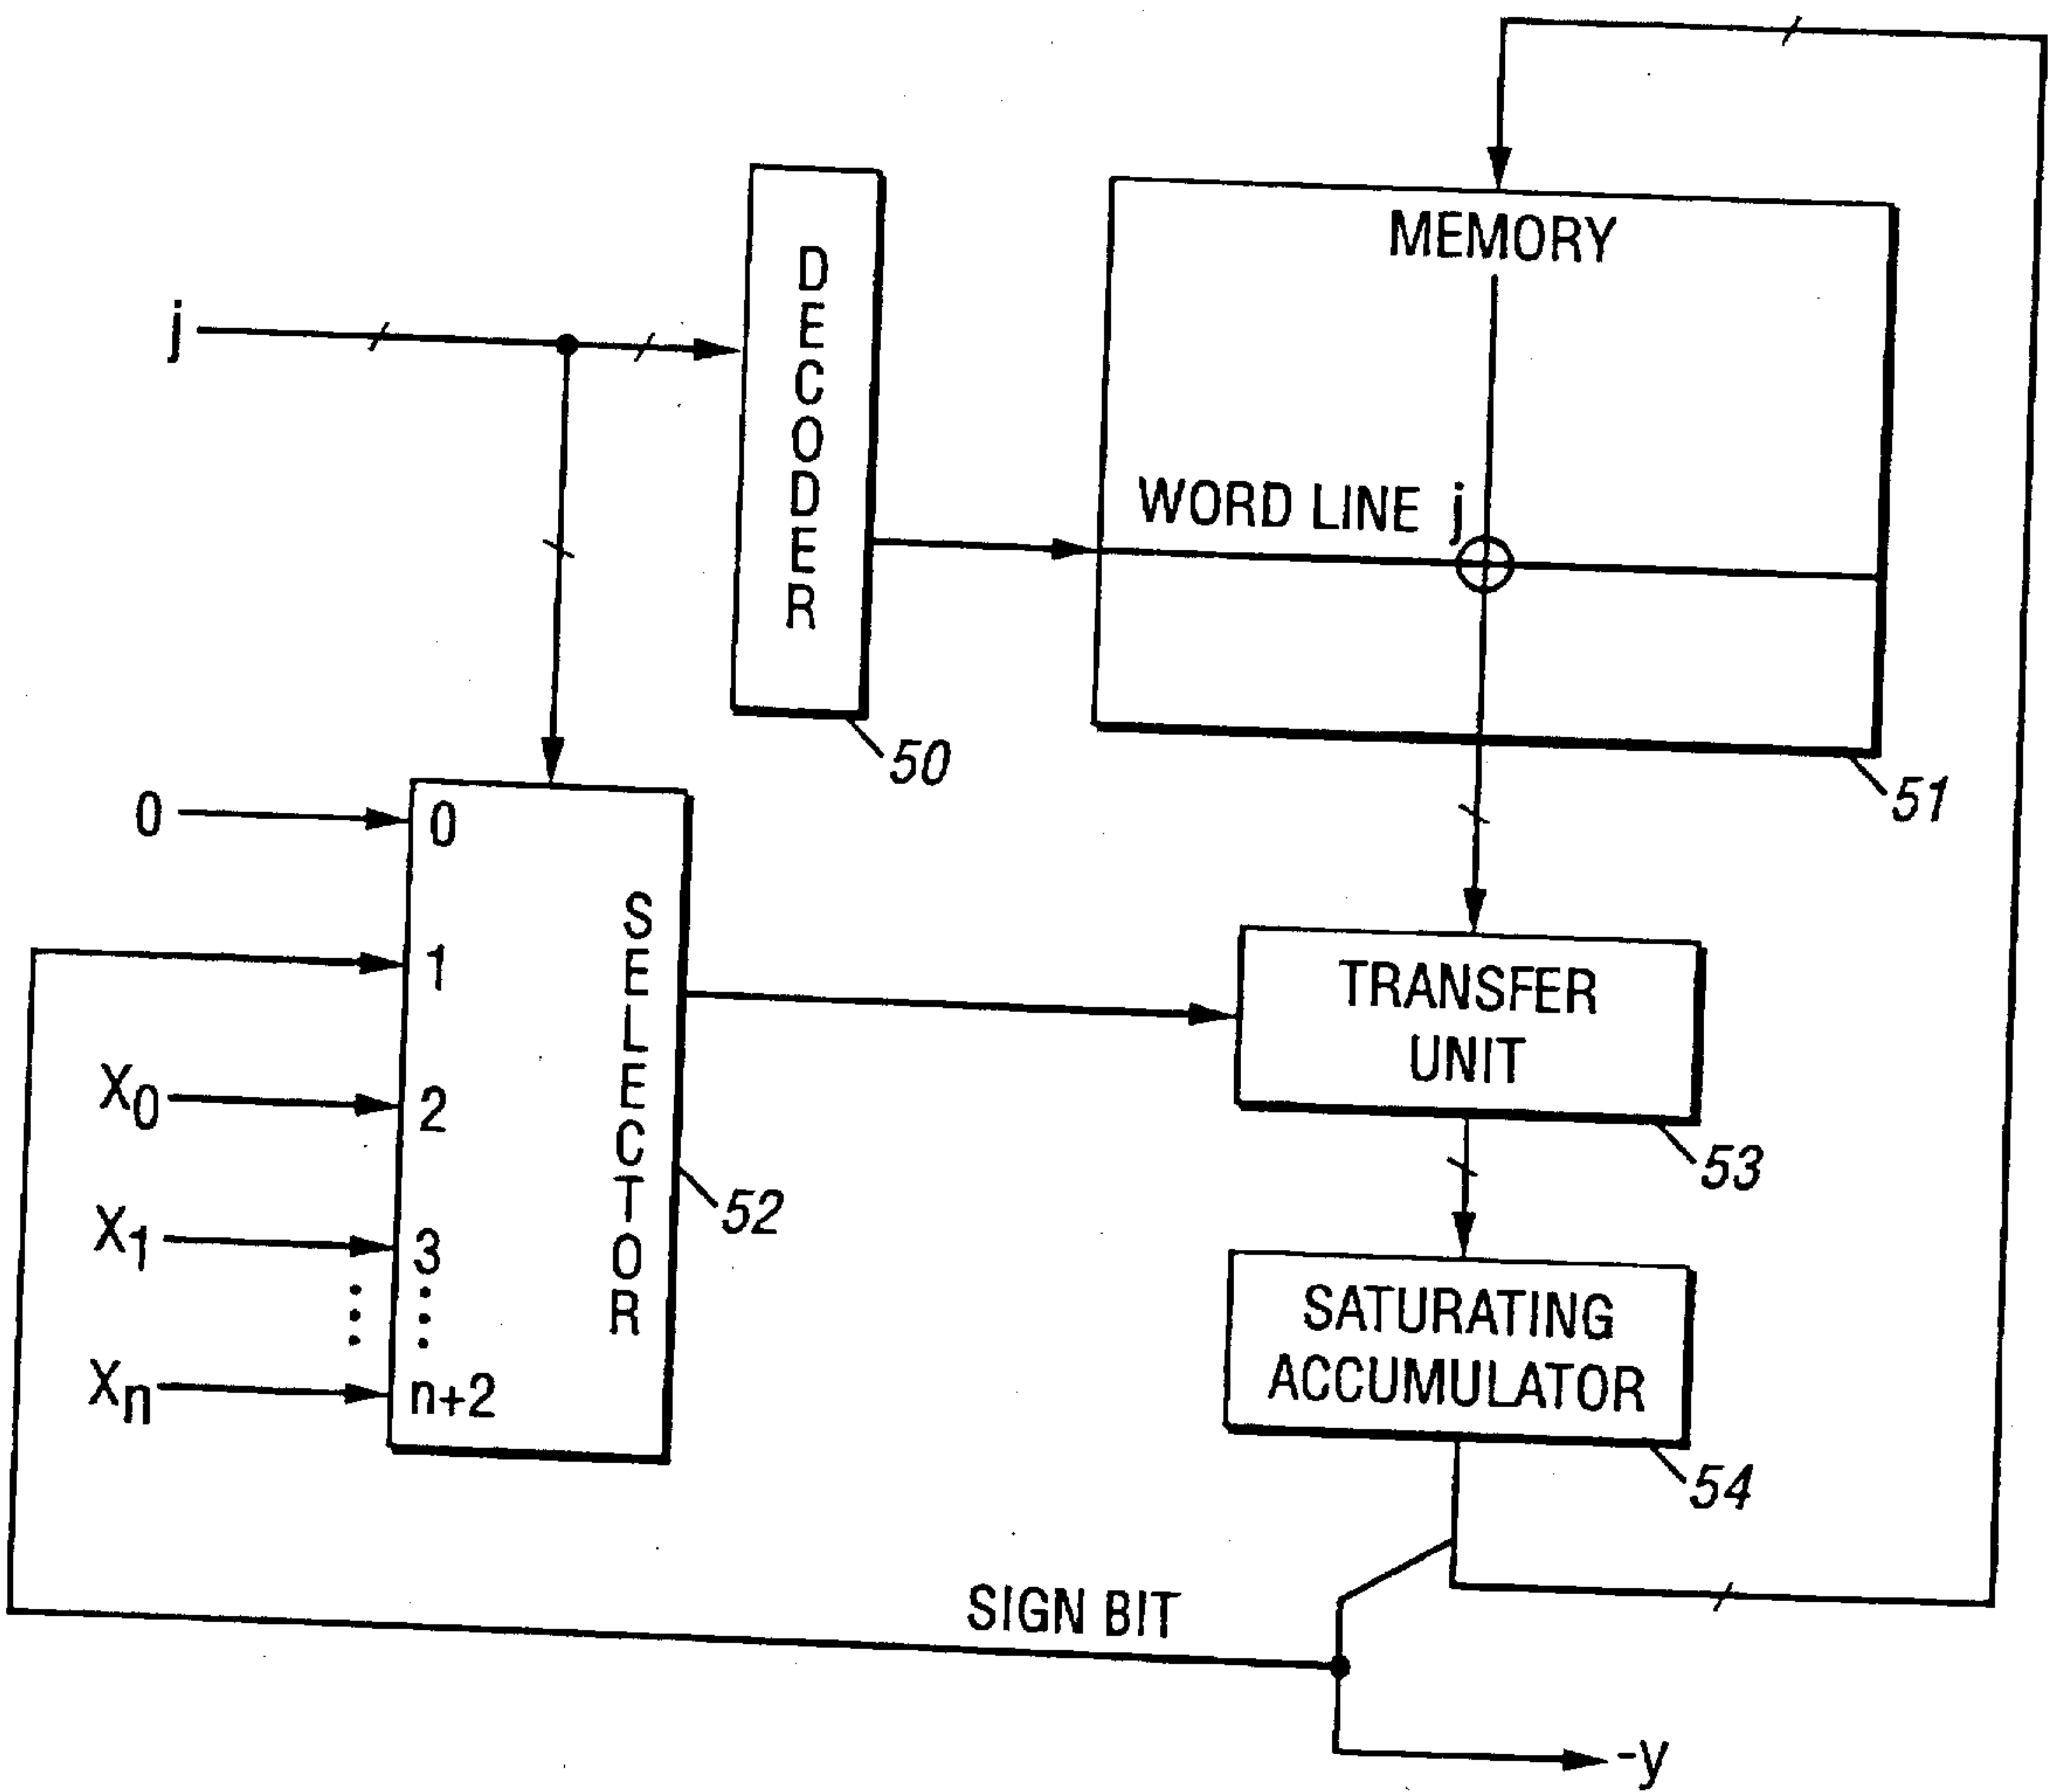 MEMORY
j
DECODER
WORD LINE j
50
51
0
0
SELECTOR
1
TRANSFER
UNIT
X0
2
53
X1
3
52
SATURATING
ACCUMULATOR
Xn
n+2
54
SIGN BIT
-y